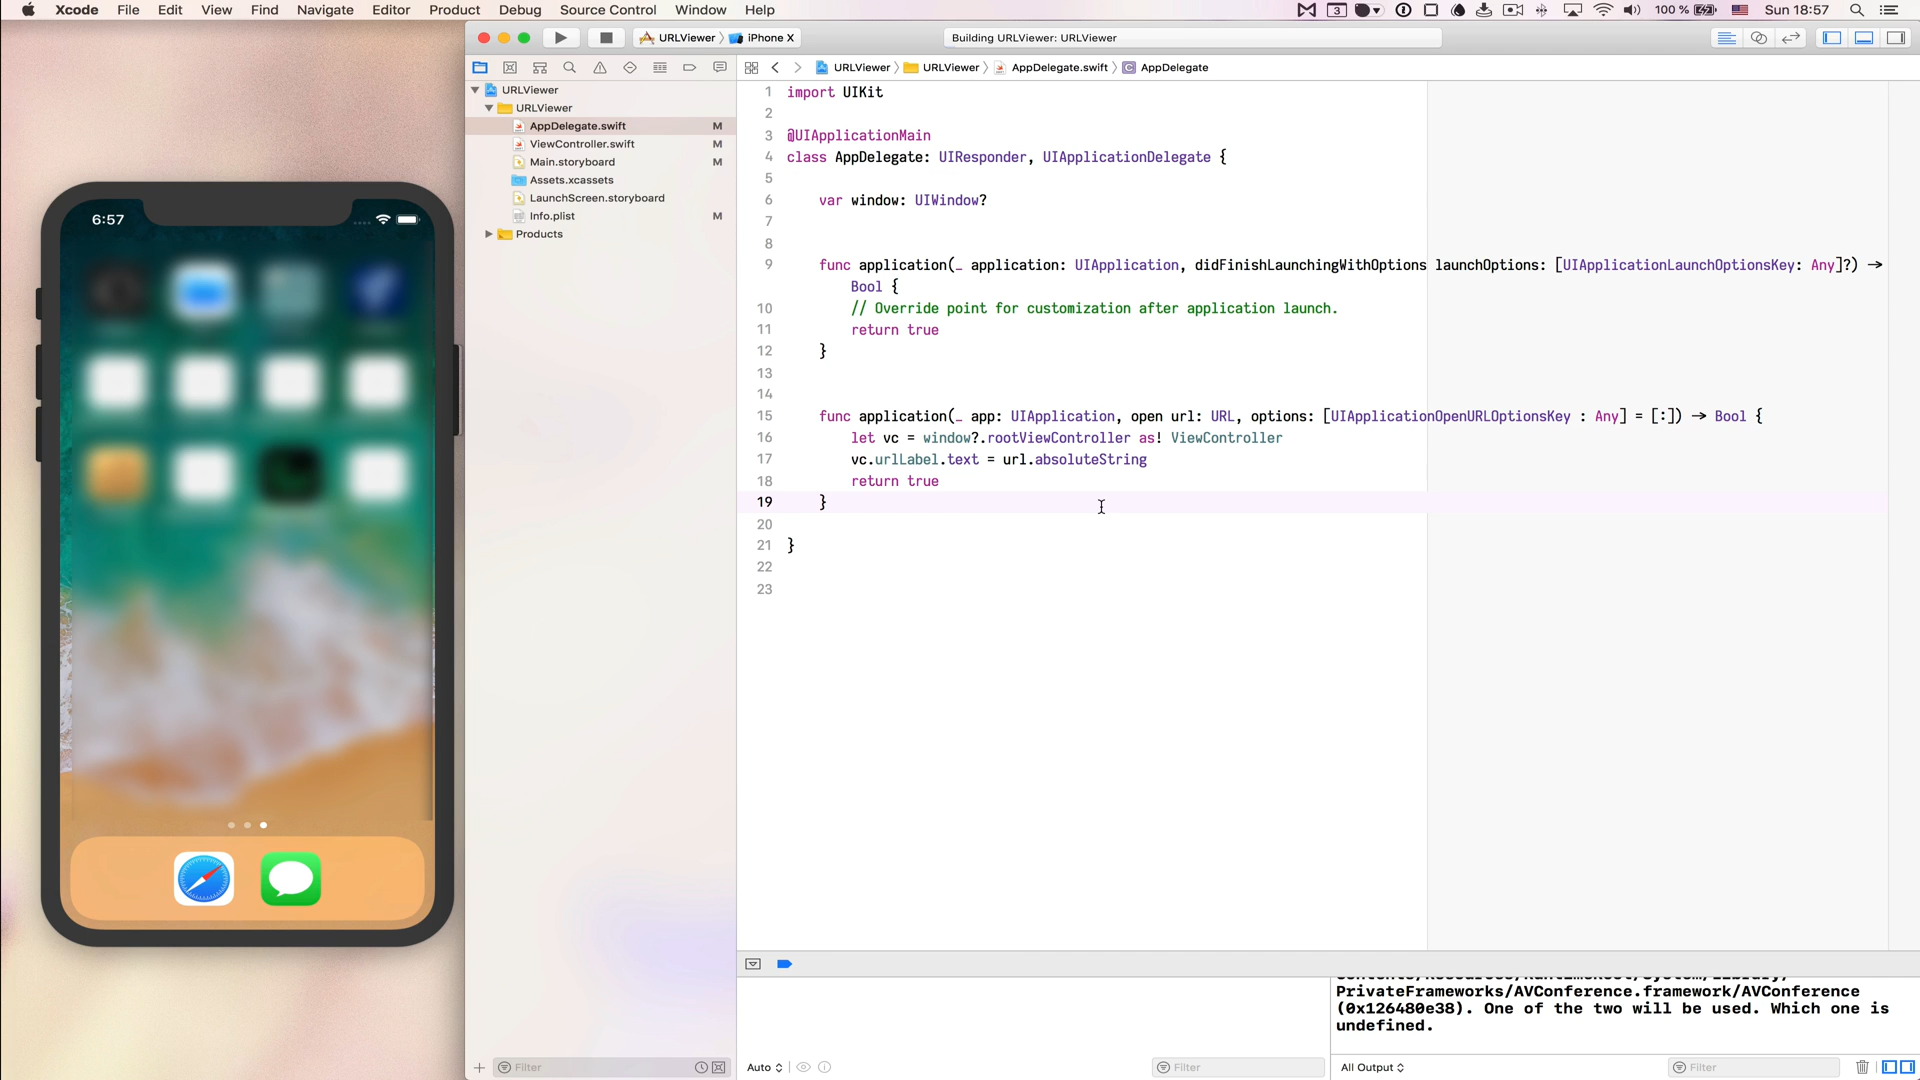 Xcode File Edit View Find Navigate Editor Product Debug Source Control Window Help
3 100 % Sun 18:57
URLViewer iPhone X
Building URLViewer: URLViewer
URLViewer URLViewer AppDelegate.swift AppDelegate
6:57
URLViewer
URLViewer
AppDelegate.swift M
ViewController.swift M
Main.storyboard M
Assets.xcassets
LaunchScreen.storyboard
Info.plist M
Products
Filter
1 import UIKit
2
3 @UIApplicationMain
4 class AppDelegate: UIResponder, UIApplicationDelegate {
5
6 var window: UIWindow?
7
8
9 func application(_ application: UIApplication, didFinishLaunchingWithOptions launchOptions: [UIApplicationLaunchOptionsKey: Any]?) ->
Bool {
10 // Override point for customization after application launch.
11 return true
12 }
13
14
15 func application(_ app: UIApplication, open url: URL, options: [UIApplicationOpenURLOptionsKey : Any] = [:]) -> Bool {
16 let vc = window?.rootViewController as! ViewController
17 vc.urlLabel.text = url.absoluteString
18 return true
19 }
20
21 }
22
23
PrivateFrameworks/AVConference.framework/AVConference
(0x126480e38). One of the two will be used. Which one is
undefined.
Auto Filter
All Output Filter